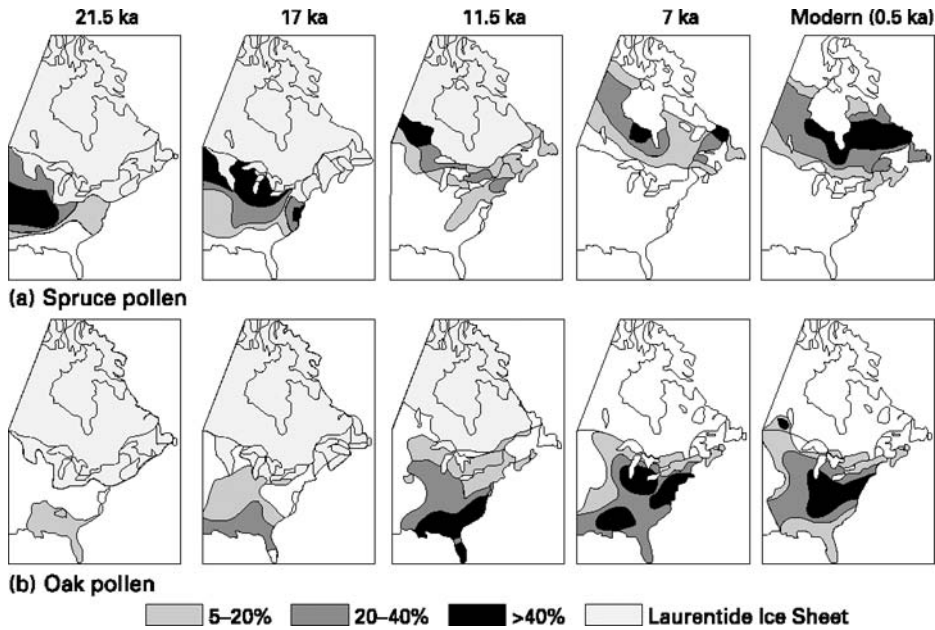 21.5 ka 17 ka 11.5 ka 7 ka Modern (0.5 ka)
(a) Spruce pollen
(b) Oak pollen
5–20% 20–40% >40% Laurentide Ice Sheet